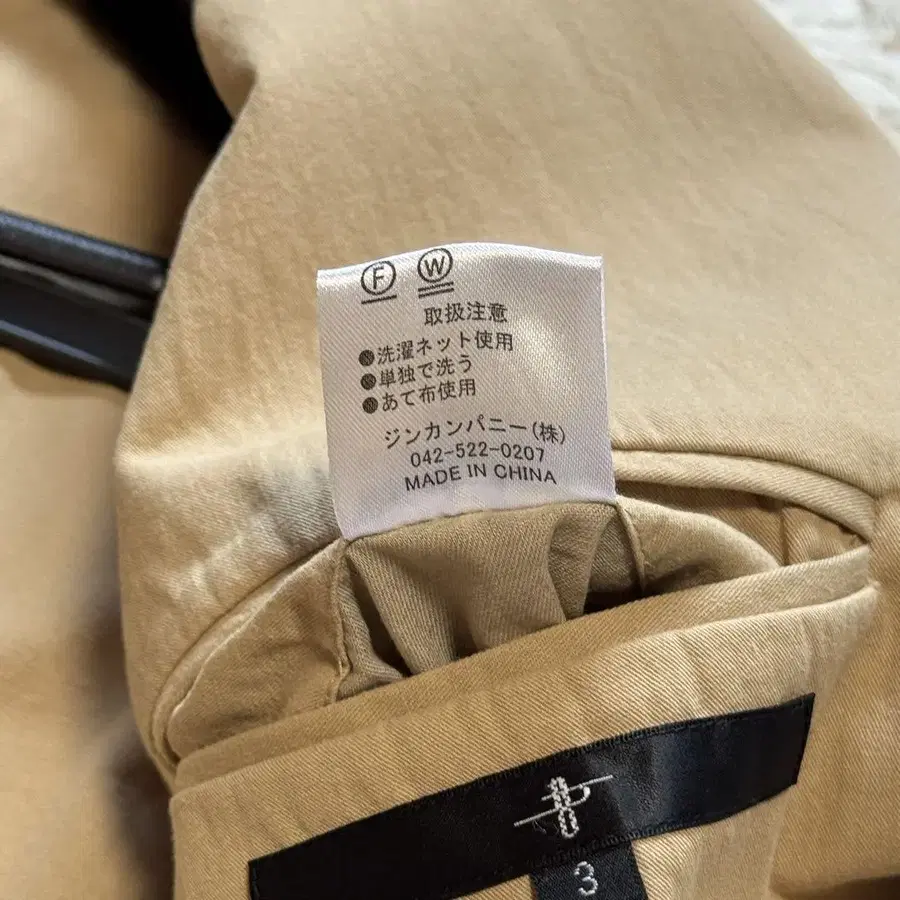 F W
取扱注意
●洗濯ネット使用
●単独で洗う
●あて布使用
ジンカンパニー(株)
042-522-0207
MADE IN CHINA
3